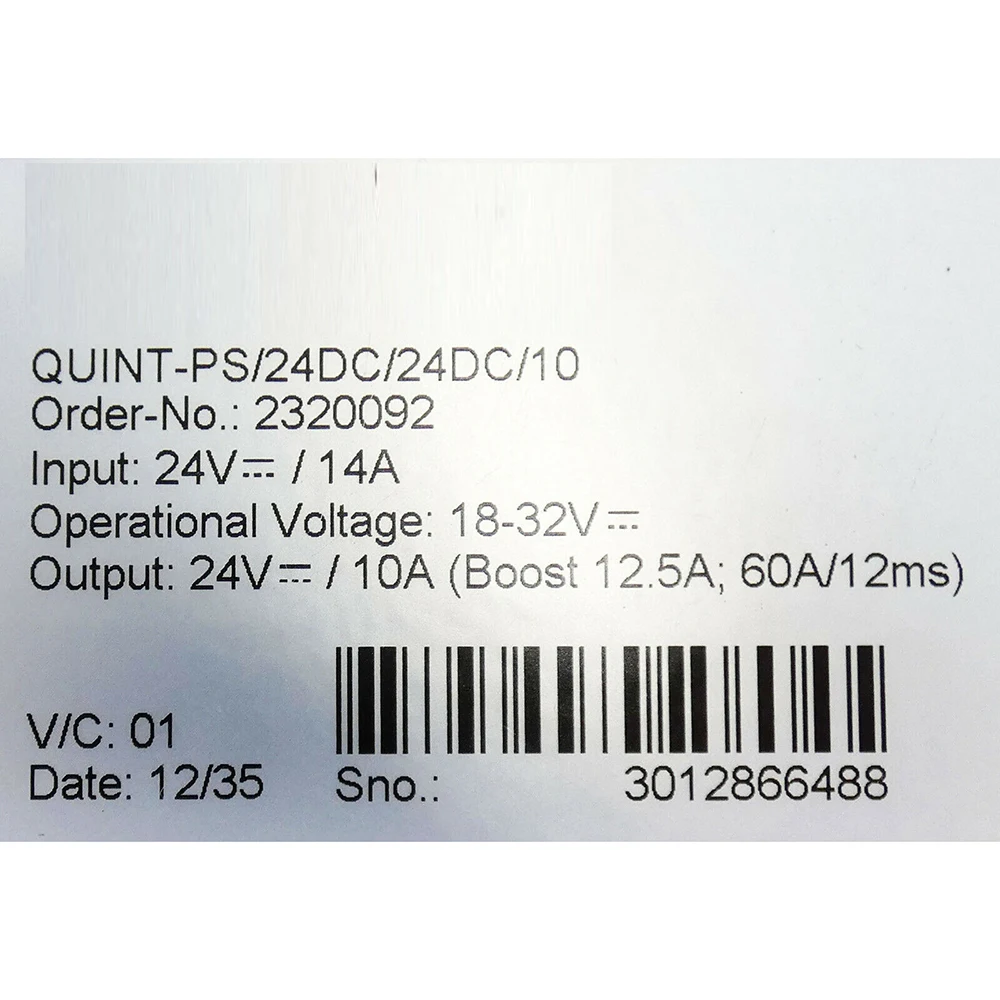 QUINT-PS/24DC/24DC/10
Order-No.: 2320092
Input: 24V⎓ / 14A
Operational Voltage: 18-32V⎓
Output: 24V⎓ / 10A (Boost 12.5A; 60A/12ms)
V/C: 01
Date: 12/35
Sno.: 3012866488